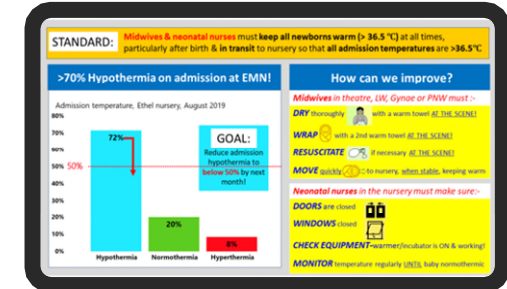 STANDARD:
Midwives & neonatal nurses must keep all newborns warm (> 36.5 °C) at all times,
particularly after birth & in transit to nursery so that all admission temperatures are >36.5°C
>70% Hypothermia on admission at EMN!
Admission temperature, Ethel nursery, August 2019
80%
70%
60%
50%
50%
40%
30%
20%
10%
0%
72%
20%
8%
Hypothermia
Normothermia
Hyperthermia
GOAL:
Reduce admission
hypothermia to
below 50% by next
month!
How can we improve?
Midwives in theatre, LW, Gynae or PNW must :-
DRY thoroughly with a warm towel AT THE SCENE!
WRAP with a 2nd warm towel AT THE SCENE!
RESUSCITATE if necessary AT THE SCENE!
MOVE quickly to nursery, when stable, keeping warm
Neonatal nurses in the nursery must make sure:-
DOORS are closed
WINDOWS closed
CHECK EQUIPMENT-warmer/incubator is ON & working!
MONITOR temperature regularly UNTIL baby normothermic